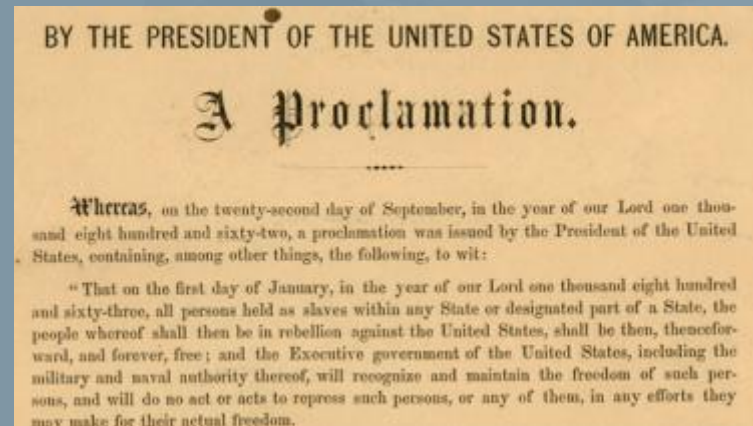 BY THE PRESIDENT OF THE UNITED STATES OF AMERICA.
A Proclamation.
Whereas, on the twenty-second day of September, in the year of our Lord one thou-
sand eight hundred and sixty-two, a proclamation was issued by the President of the United
States, containing, among other things, the following, to wit:
"That on the first day of January, in the year of our Lord one thousand eight hundred
and sixty-three, all persons held as slaves within any State or designated part of a State, the
people whereof shall then be in rebellion against the United States, shall be then, thencefor-
ward, and forever, free; and the Executive government of the United States, including the
military and naval authority thereof, will recognize and maintain the freedom of such per-
sons, and will do no act or acts to repress such persons, or any of them, in any efforts they
may make for their actual freedom.